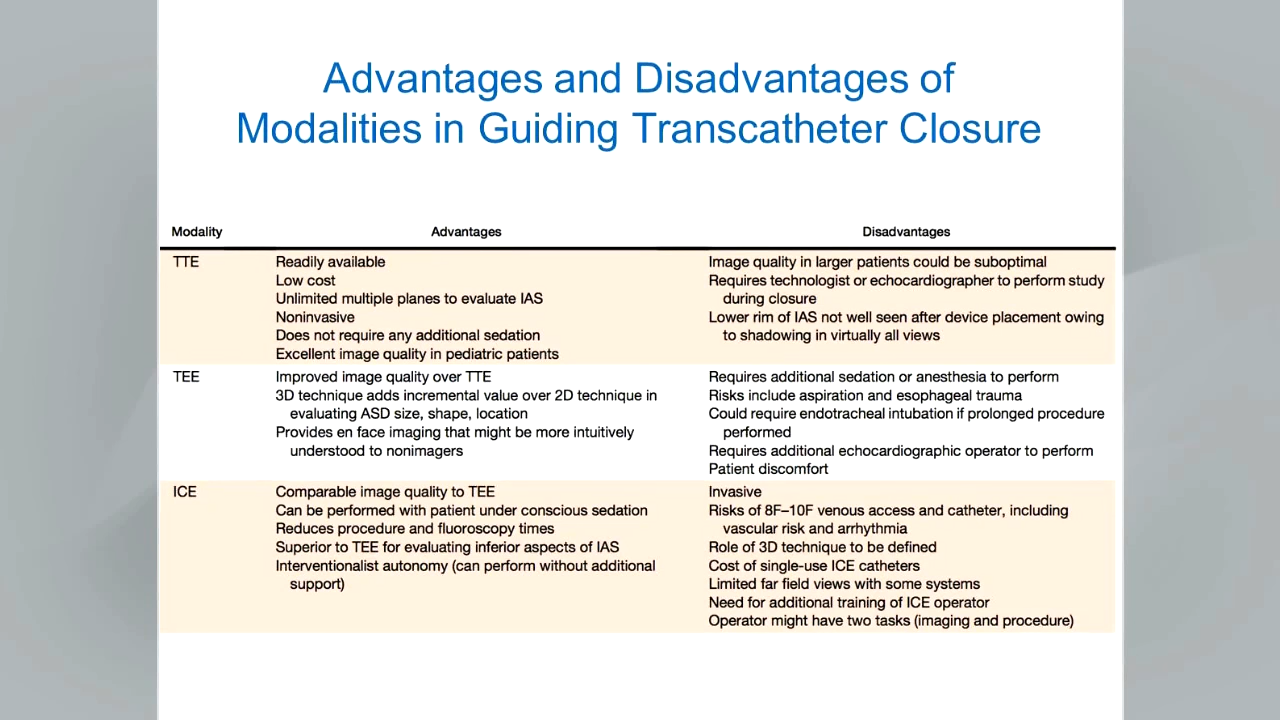 Advantages and Disadvantages of
Modalities in Guiding Transcatheter Closure
Modality Advantages Disadvantages
TTE
Readily available
Low cost
Unlimited multiple planes to evaluate IAS
Noninvasive
Does not require any additional sedation
Excellent image quality in pediatric patients
Image quality in larger patients could be suboptimal
Requires technologist or echocardiographer to perform study
during closure
Lower rim of IAS not well seen after device placement owing
to shadowing in virtually all views
TEE
Improved image quality over TTE
3D technique adds incremental value over 2D technique in
evaluating ASD size, shape, location
Provides en face imaging that might be more intuitively
understood to nonimagers
Requires additional sedation or anesthesia to perform
Risks include aspiration and esophageal trauma
Could require endotracheal intubation if prolonged procedure
performed
Requires additional echocardiographic operator to perform
Patient discomfort
ICE
Comparable image quality to TEE
Can be performed with patient under conscious sedation
Reduces procedure and fluoroscopy times
Superior to TEE for evaluating inferior aspects of IAS
Interventionalist autonomy (can perform without additional
support)
Invasive
Risks of 8F–10F venous access and catheter, including
vascular risk and arrhythmia
Role of 3D technique to be defined
Cost of single-use ICE catheters
Limited far field views with some systems
Need for additional training of ICE operator
Operator might have two tasks (imaging and procedure)